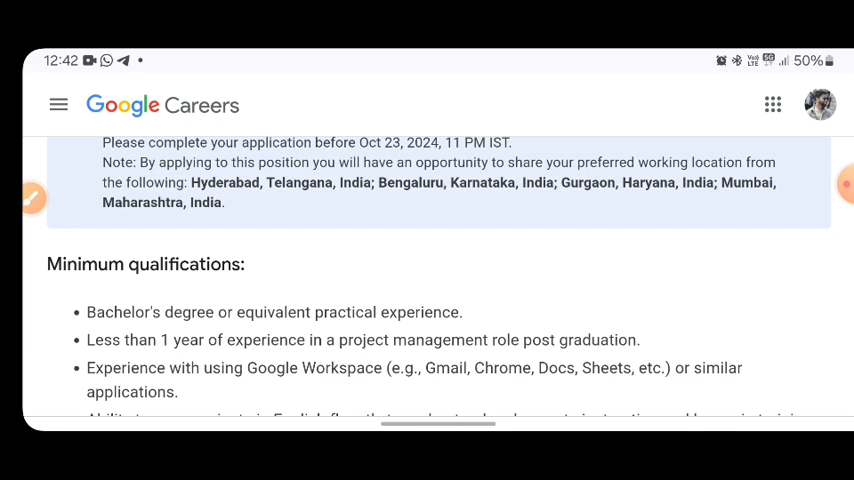 12:42 50%
Google Careers
Please complete your application before Oct 23, 2024, 11 PM IST.
Note: By applying to this position you will have an opportunity to share your preferred working location from
the following: Hyderabad, Telangana, India; Bengaluru, Karnataka, India; Gurgaon, Haryana, India; Mumbai,
Maharashtra, India.
Minimum qualifications:
• Bachelor's degree or equivalent practical experience.
• Less than 1 year of experience in a project management role post graduation.
• Experience with using Google Workspace (e.g., Gmail, Chrome, Docs, Sheets, etc.) or similar
applications.